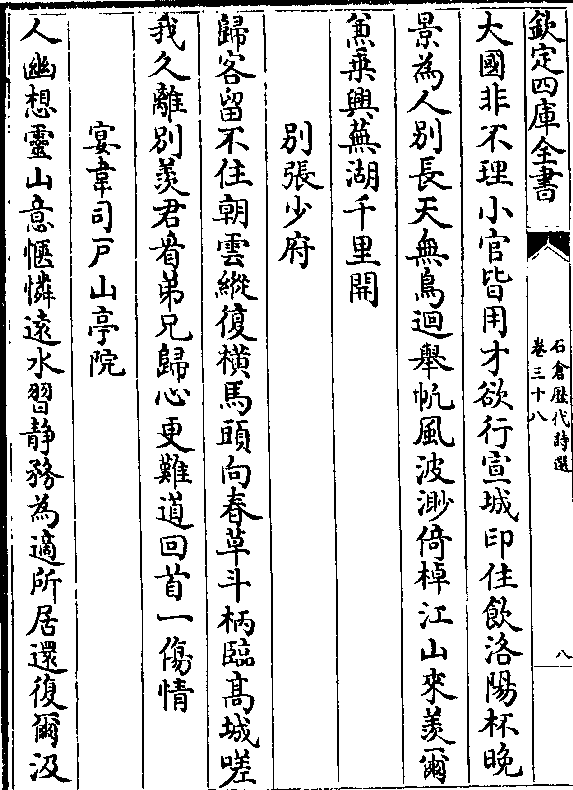 欽定四庫全書
石倉歷代詩選
卷三十八
八
大國非不理小官皆用才欲行宣城印住飲洛陽杯晚
景為人別長天無鳥迴舉帆風波渺倚棹江山來羨爾
兼乗興蕪湖千里開
別張少府
歸客留不住朝雲縱復横馬頭向春草斗柄臨髙城嗟
我久離別羨君看弟兄歸心更難道回首一傷情
宴韋司戸山亭院
人幽想靈山意愜憐遠水習静務為適所居還復爾汲